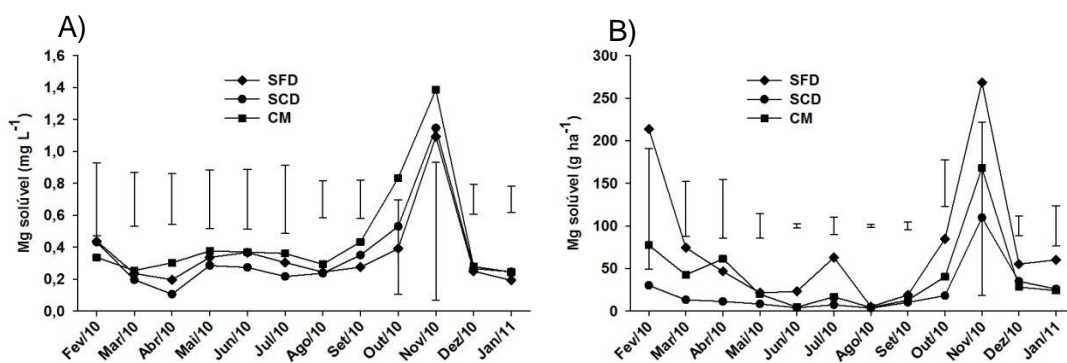 A)
Mg solúvel (mg L⁻¹)
1,6
1,4
1,2
1,0
0,8
0,6
0,4
0,2
0,0
SFD
SCD
CM
Fev/10
Mar/10
Abr/10
Mai/10
Jun/10
Jul/10
Ago/10
Set/10
Out/10
Nov/10
Dez/10
Jan/11
B)
Mg solúvel (g ha⁻¹)
300
250
200
150
100
50
0
SFD
SCD
CM
Fev/10
Mar/10
Abr/10
Mai/10
Jun/10
Jul/10
Ago/10
Set/10
Out/10
Nov/10
Dez/10
Jan/11